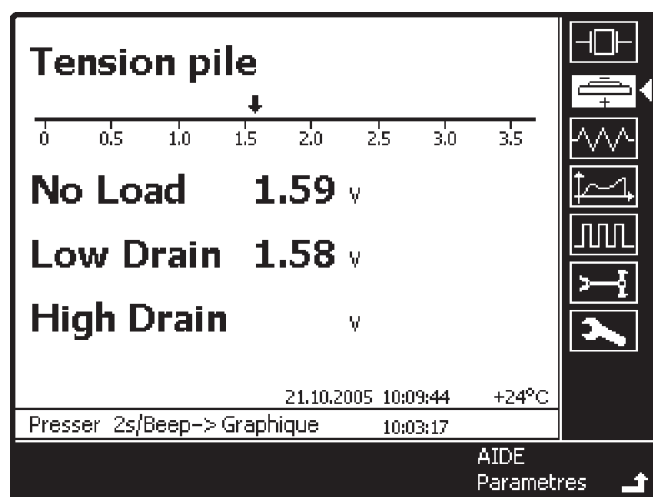 Tension pile
0 0.5 1.0 1.5 2.0 2.5 3.0 3.5
No Load 1.59 V
Low Drain 1.58 V
High Drain V
21.10.2005 10:09:44 +24°C
Presser 2s/Beep-> Graphique 10:03:17
AIDE
Parametres